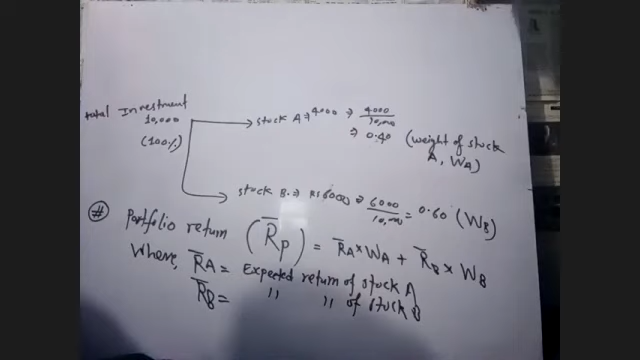 total Investment
10,000
(100%)
stock A ⇒ 4000 ⇒ 4000/10,000
⇒ 0.40 (weight of stock A, WA)
stock B ⇒ Rs 6000 ⇒ 6000/10,000 = 0.60 (WB)
# Portfolio return (R̄p) = R̄A × WA + R̄B × WB
Where, R̄A = Expected return of stock A
R̄B = " " of stock B